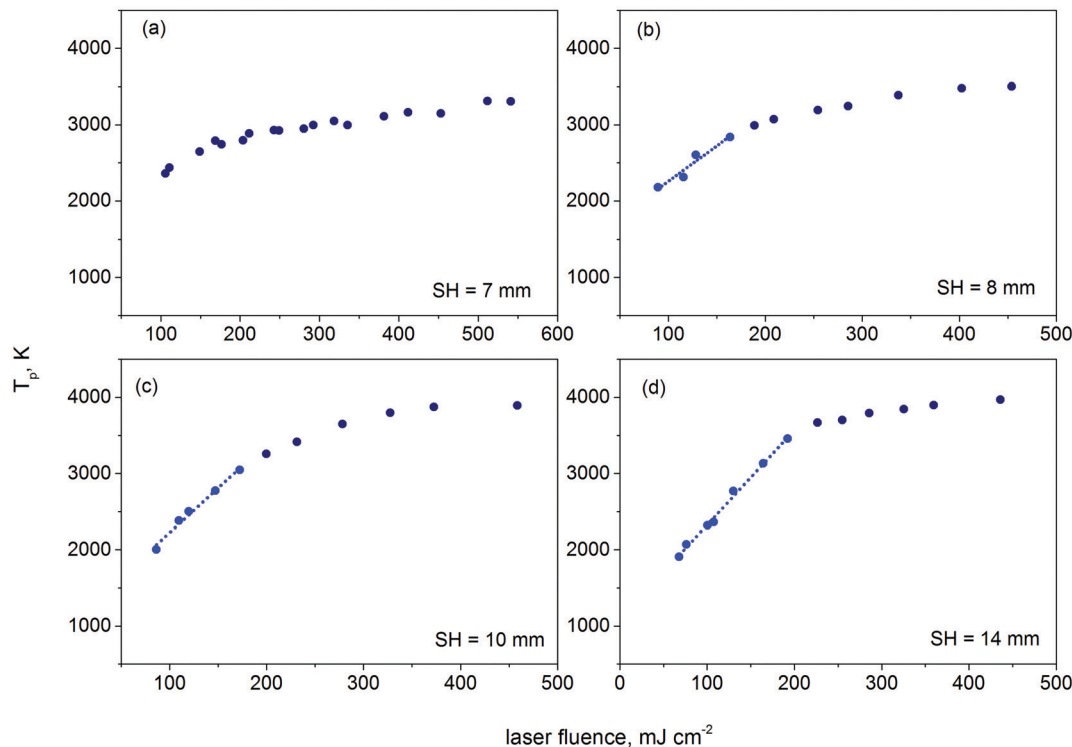 (a)
4000
3000
2000
1000
SH = 7 mm
100 200 300 400 500 600
(b)
4000
3000
2000
1000
SH = 8 mm
100 200 300 400 500
(c)
4000
3000
2000
1000
SH = 10 mm
100 200 300 400 500
(d)
4000
3000
2000
1000
SH = 14 mm
0 100 200 300 400 500
Tₚ, K
laser fluence, mJ cm⁻²